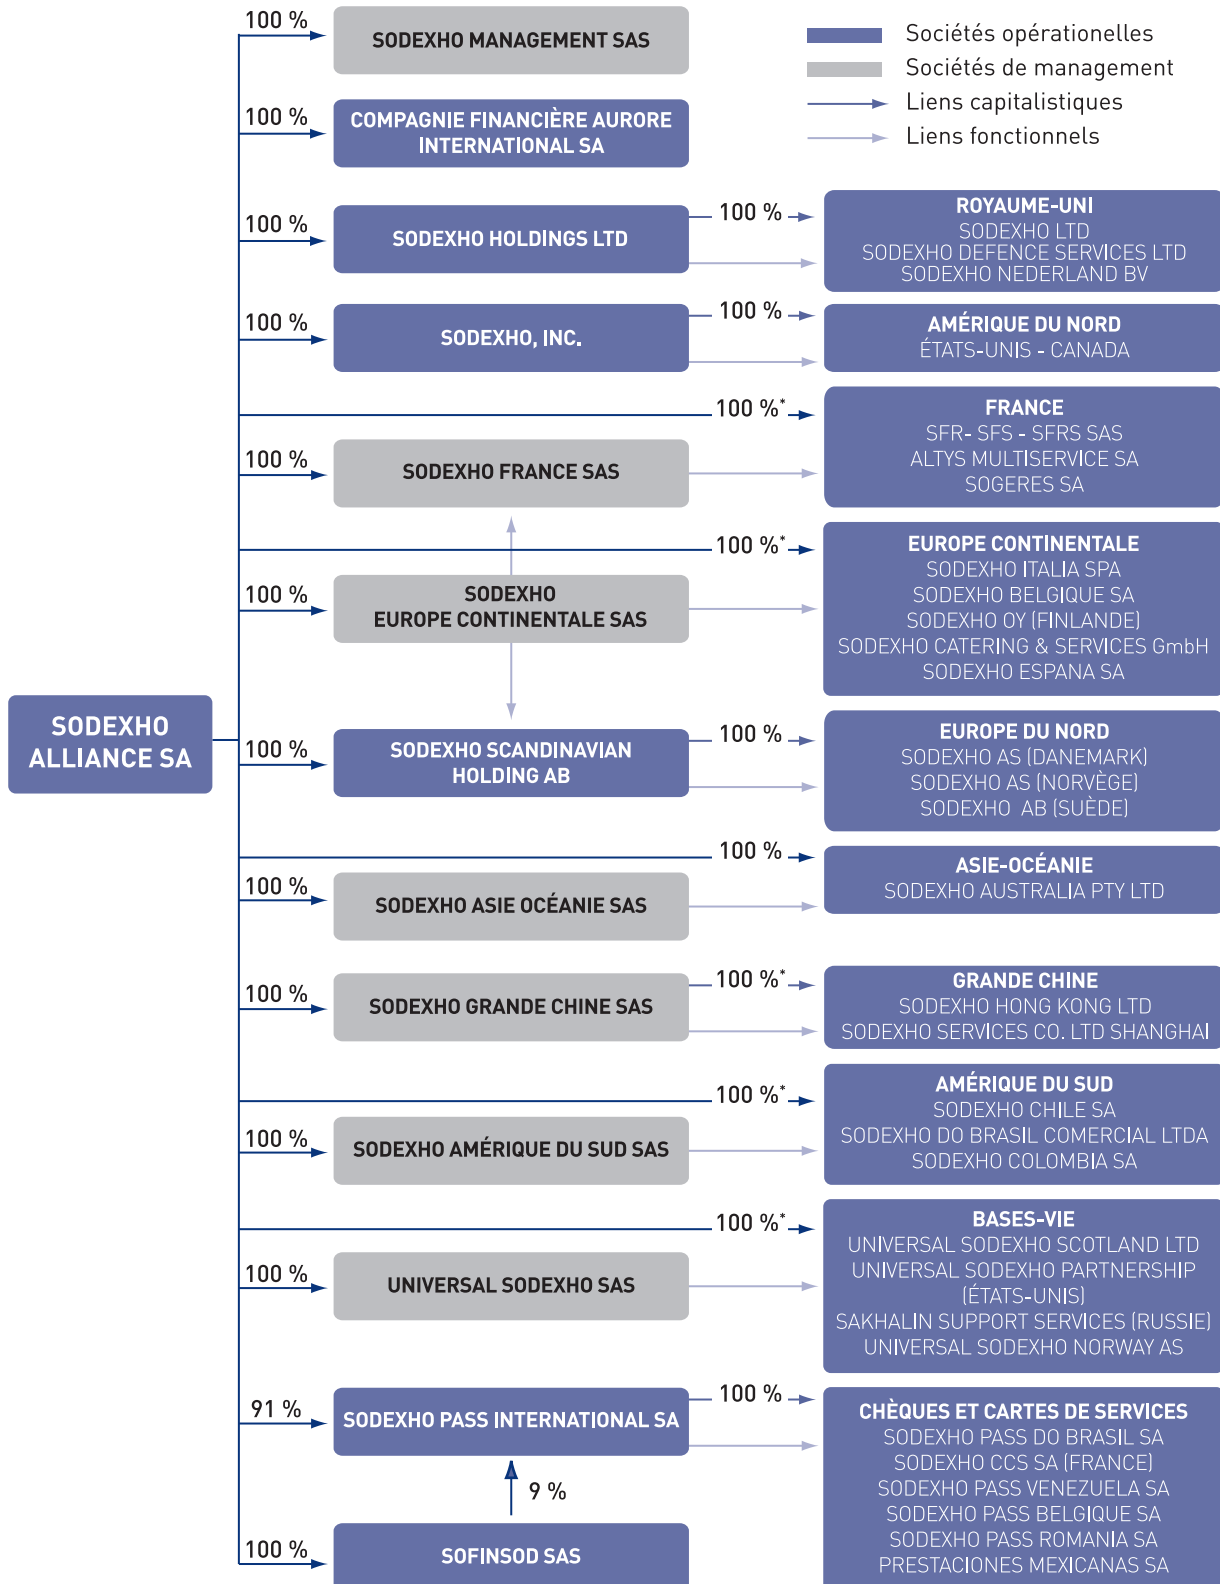 100 %
SODEXHO MANAGEMENT SAS
Sociétés opérationelles
Sociétés de management
Liens capitalistiques
Liens fonctionnels
100 %
COMPAGNIE FINANCIÈRE AURORE
INTERNATIONAL SA
100 %
SODEXHO HOLDINGS LTD
100 %
ROYAUME-UNI
SODEXHO LTD
SODEXHO DEFENCE SERVICES LTD
SODEXHO NEDERLAND BV
100 %
SODEXHO, INC.
100 %
AMÉRIQUE DU NORD
ÉTATS-UNIS - CANADA
100 %*
FRANCE
SFR- SFS - SFRS SAS
ALTYS MULTISERVICE SA
SOGERES SA
100 %
SODEXHO FRANCE SAS
100 %*
EUROPE CONTINENTALE
SODEXHO ITALIA SPA
SODEXHO BELGIQUE SA
SODEXHO OY (FINLANDE)
SODEXHO CATERING & SERVICES GmbH
SODEXHO ESPANA SA
100 %
SODEXHO
EUROPE CONTINENTALE SAS
SODEXHO
ALLIANCE SA
100 %
SODEXHO SCANDINAVIAN
HOLDING AB
100 %
EUROPE DU NORD
SODEXHO AS (DANEMARK)
SODEXHO AS (NORVÈGE)
SODEXHO AB (SUÈDE)
100 %
ASIE-OCÉANIE
SODEXHO AUSTRALIA PTY LTD
100 %
SODEXHO ASIE OCÉANIE SAS
100 %
SODEXHO GRANDE CHINE SAS
100 %*
GRANDE CHINE
SODEXHO HONG KONG LTD
SODEXHO SERVICES CO. LTD SHANGHAI
100 %*
AMÉRIQUE DU SUD
SODEXHO CHILE SA
SODEXHO DO BRASIL COMERCIAL LTDA
SODEXHO COLOMBIA SA
100 %
SODEXHO AMÉRIQUE DU SUD SAS
100 %*
BASES-VIE
UNIVERSAL SODEXHO SCOTLAND LTD
UNIVERSAL SODEXHO PARTNERSHIP
(ÉTATS-UNIS)
SAKHALIN SUPPORT SERVICES (RUSSIE)
UNIVERSAL SODEXHO NORWAY AS
100 %
UNIVERSAL SODEXHO SAS
91 %
SODEXHO PASS INTERNATIONAL SA
100 %
CHÈQUES ET CARTES DE SERVICES
SODEXHO PASS DO BRASIL SA
SODEXHO CCS SA (FRANCE)
SODEXHO PASS VENEZUELA SA
SODEXHO PASS BELGIQUE SA
SODEXHO PASS ROMANIA SA
PRESTACIONES MEXICANAS SA
9 %
100 %
SOFINSOD SAS